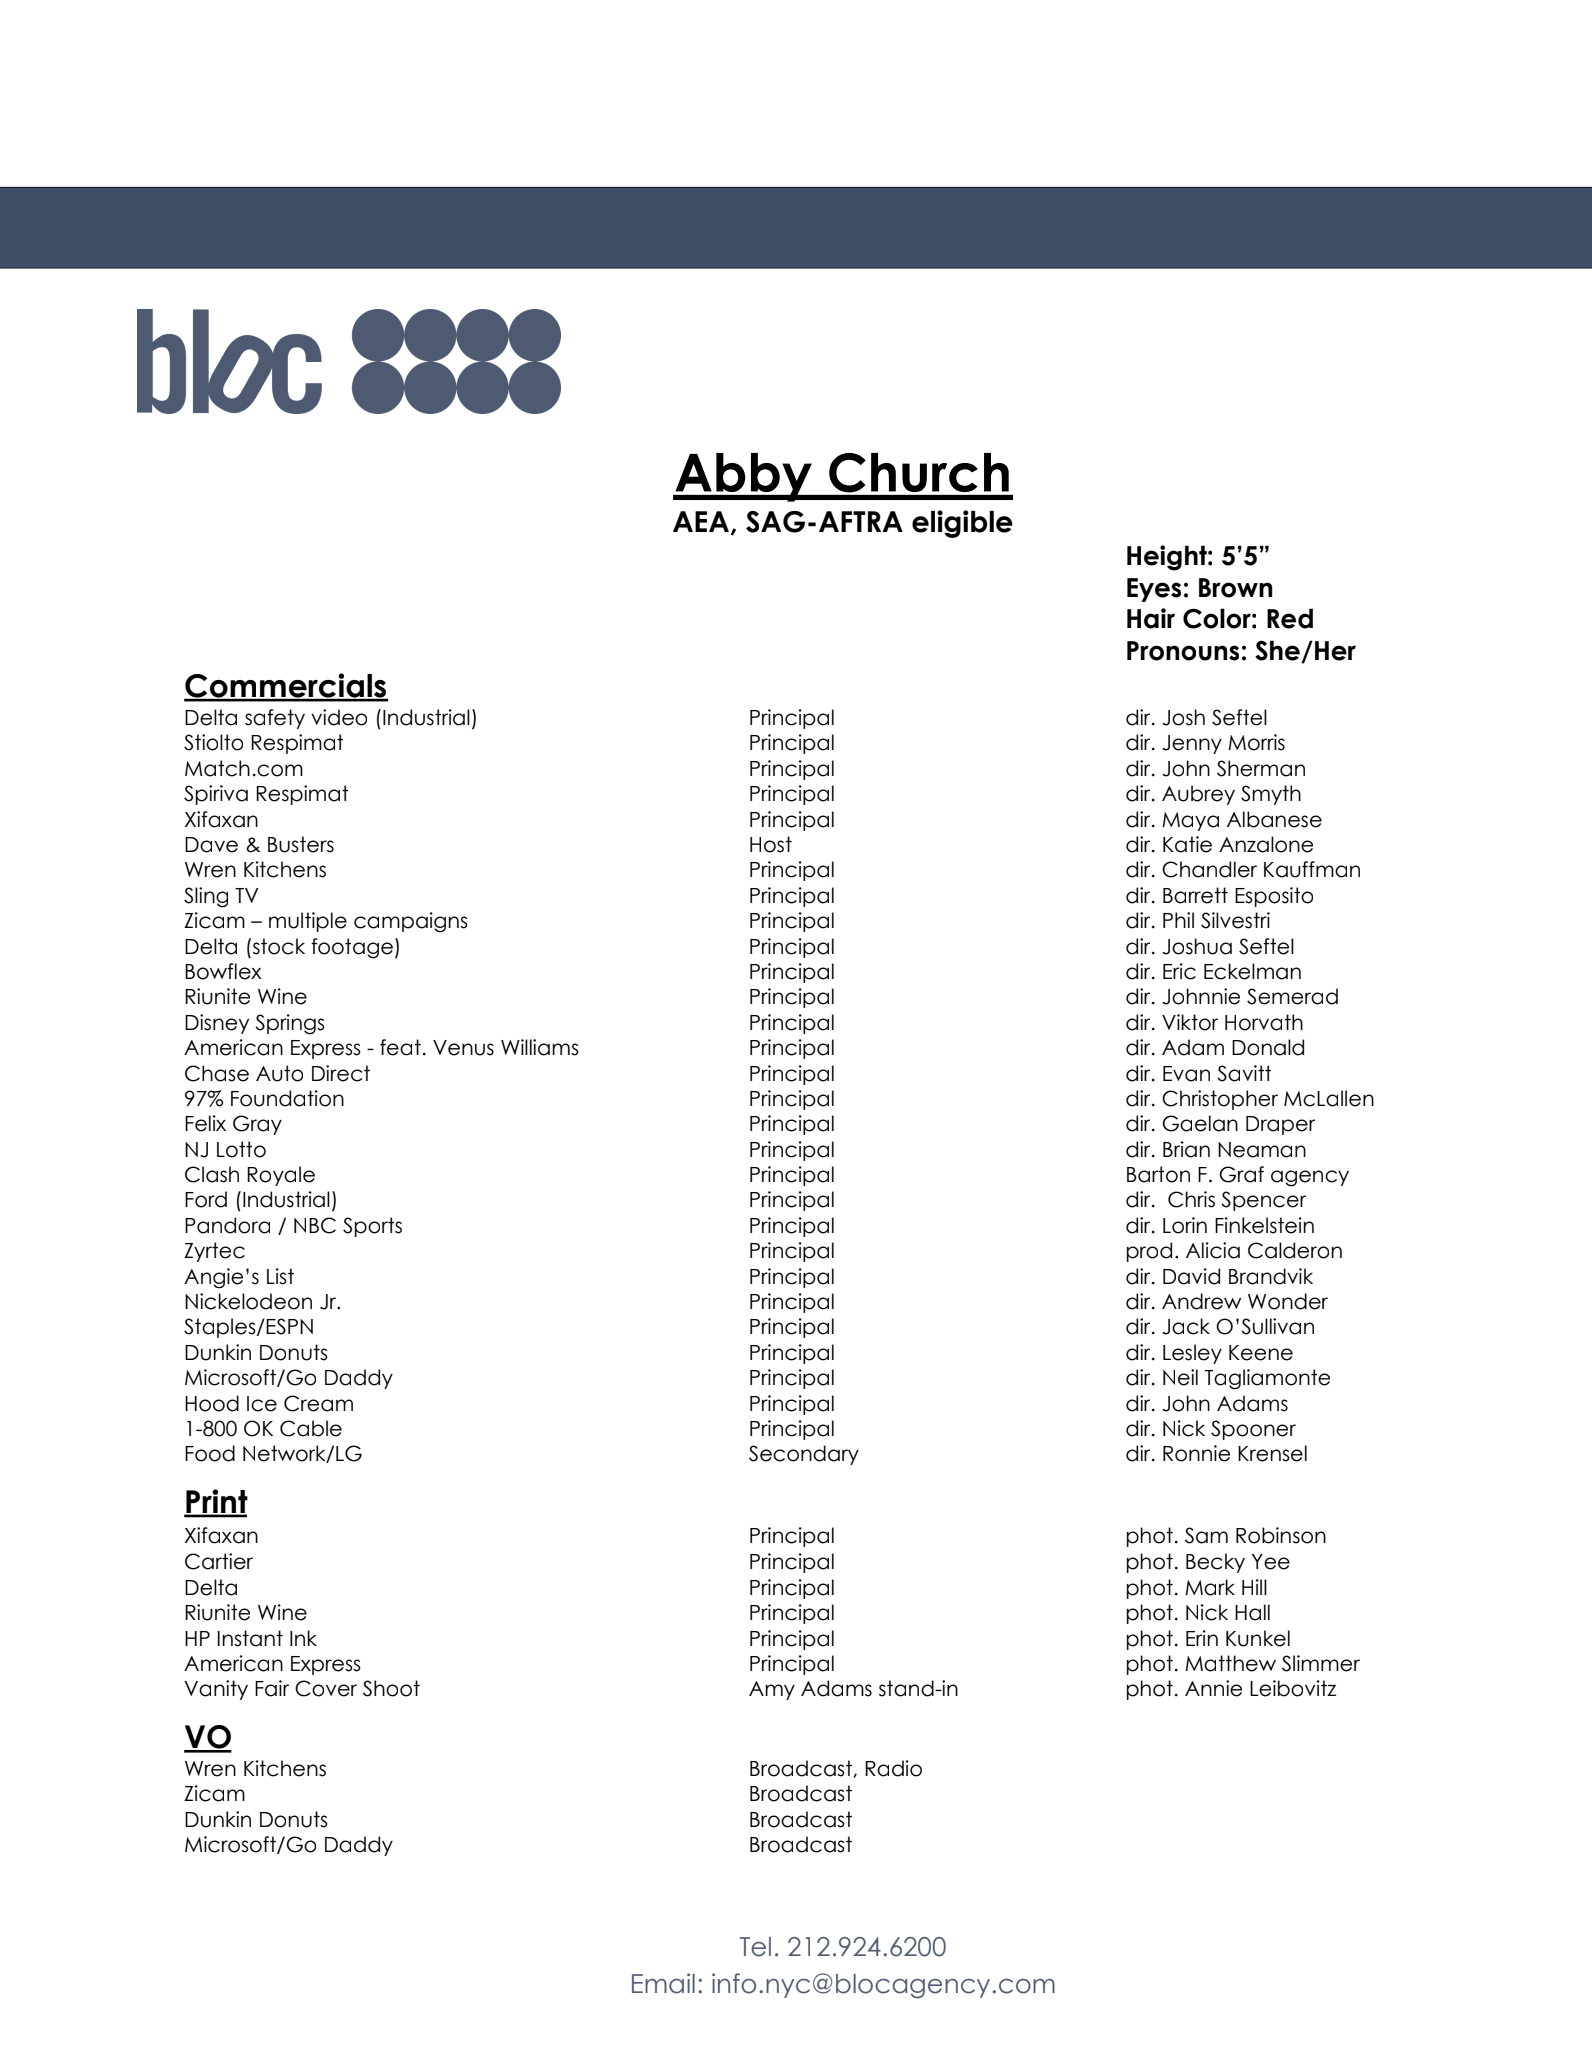 bloc
Abby Church
AEA, SAG-AFTRA eligible
Height: 5’5”
Eyes: Brown
Hair Color: Red
Pronouns: She/Her
Commercials
Delta safety video (Industrial) Principal dir. Josh Seftel
Stiolto Respimat Principal dir. Jenny Morris
Match.com Principal dir. John Sherman
Spiriva Respimat Principal dir. Aubrey Smyth
Xifaxan Principal dir. Maya Albanese
Dave & Busters Host dir. Katie Anzalone
Wren Kitchens Principal dir. Chandler Kauffman
Sling TV Principal dir. Barrett Esposito
Zicam – multiple campaigns Principal dir. Phil Silvestri
Delta (stock footage) Principal dir. Joshua Seftel
Bowflex Principal dir. Eric Eckelman
Riunite Wine Principal dir. Johnnie Semerad
Disney Springs Principal dir. Viktor Horvath
American Express - feat. Venus Williams Principal dir. Adam Donald
Chase Auto Direct Principal dir. Evan Savitt
97% Foundation Principal dir. Christopher McLallen
Felix Gray Principal dir. Gaelan Draper
NJ Lotto Principal dir. Brian Neaman
Clash Royale Principal Barton F. Graf agency
Ford (Industrial) Principal dir.  Chris Spencer
Pandora / NBC Sports Principal dir. Lorin Finkelstein
Zyrtec Principal prod. Alicia Calderon
Angie’s List Principal dir. David Brandvik
Nickelodeon Jr. Principal dir. Andrew Wonder
Staples/ESPN Principal dir. Jack O’Sullivan
Dunkin Donuts Principal dir. Lesley Keene
Microsoft/Go Daddy Principal dir. Neil Tagliamonte
Hood Ice Cream Principal dir. John Adams
1-800 OK Cable Principal dir. Nick Spooner
Food Network/LG Secondary dir. Ronnie Krensel
Print
Xifaxan Principal phot. Sam Robinson
Cartier Principal phot. Becky Yee
Delta Principal phot. Mark Hill
Riunite Wine Principal phot. Nick Hall
HP Instant Ink Principal phot. Erin Kunkel
American Express Principal phot. Matthew Slimmer
Vanity Fair Cover Shoot Amy Adams stand-in phot. Annie Leibovitz
VO
Wren Kitchens Broadcast, Radio
Zicam Broadcast
Dunkin Donuts Broadcast
Microsoft/Go Daddy Broadcast
Tel. 212.924.6200
Email: info.nyc@blocagency.com